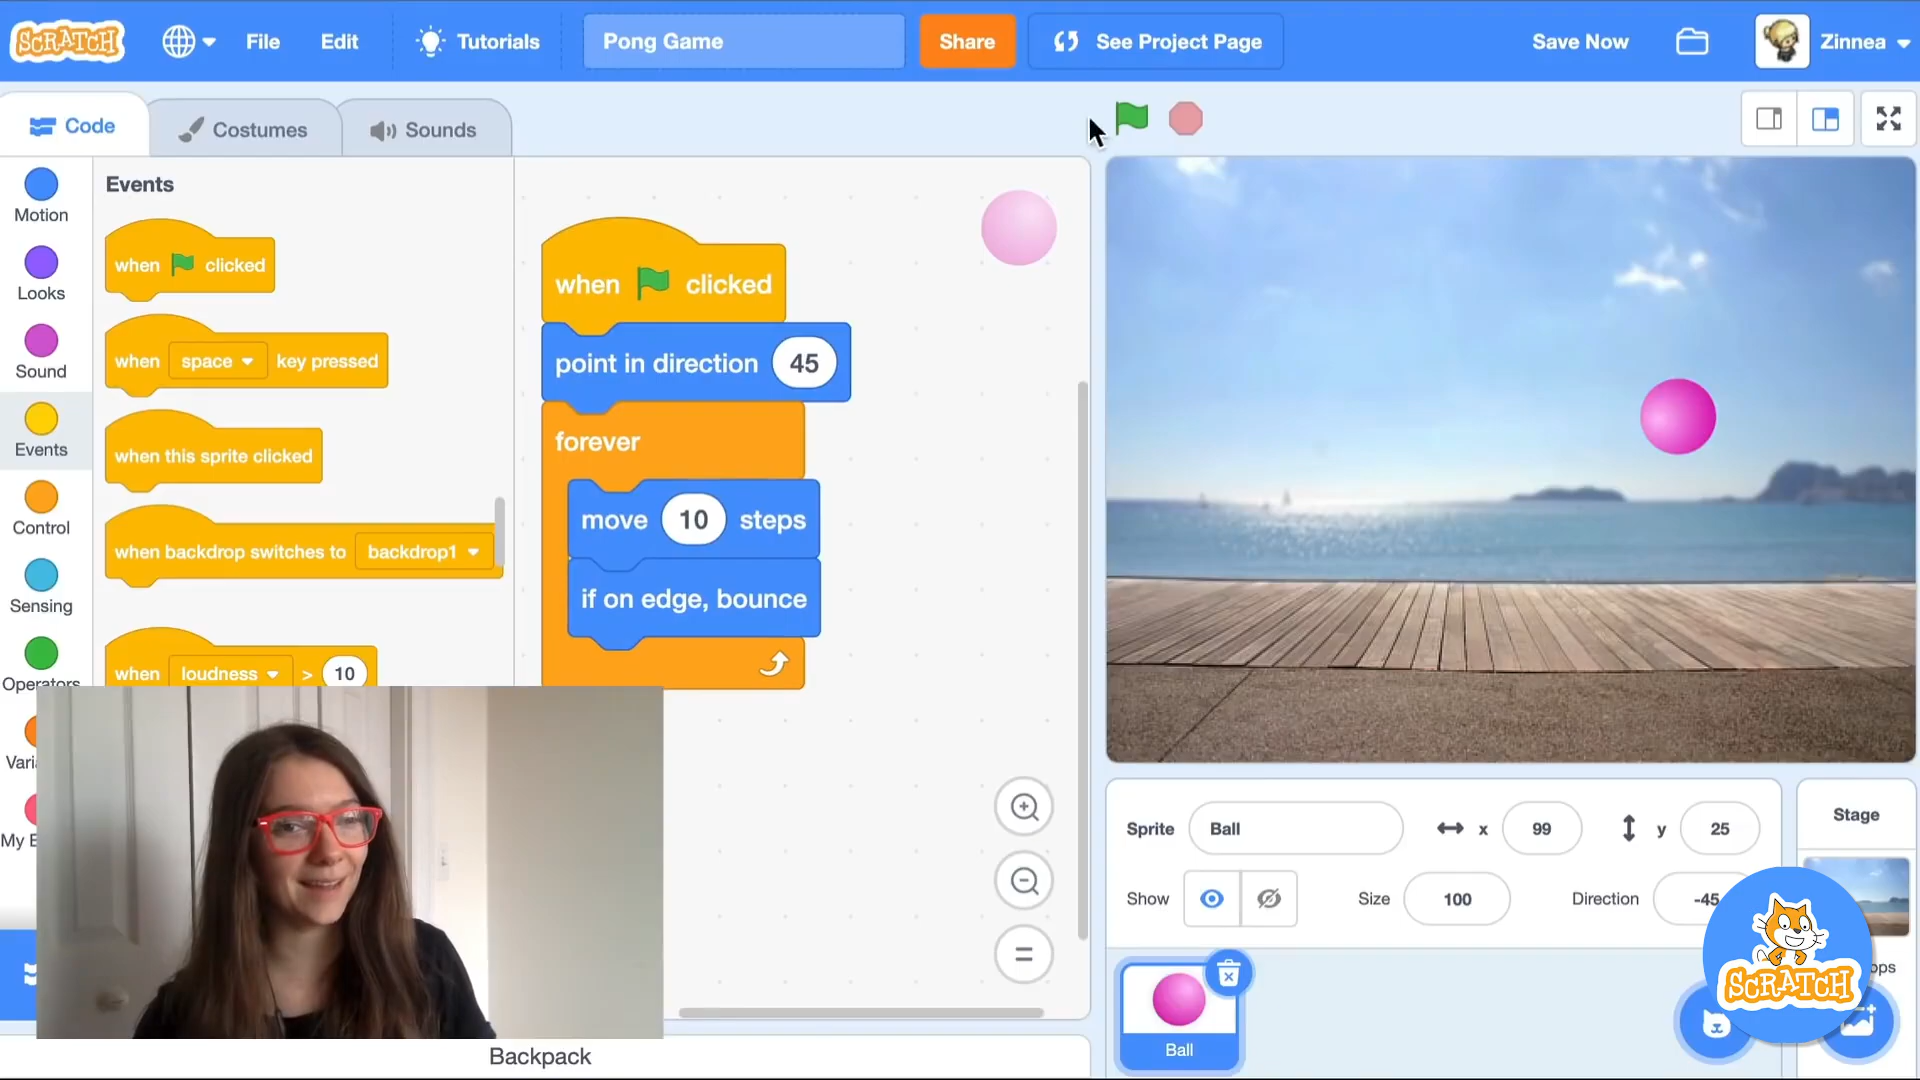 SCRATCH
File
Edit
Tutorials
Pong Game
Share
See Project Page
Save Now
Zinnea
Code
Costumes
Sounds
Motion
Looks
Sound
Events
Control
Sensing
Operators
Events
when clicked
when space key pressed
when this sprite clicked
when backdrop switches to backdrop1
when loudness > 10
when clicked
point in direction 45
forever
move 10 steps
if on edge, bounce
Sprite Ball x 99 y 25
Show Size 100 Direction -45
Ball
Stage
SCRATCH
Backpack